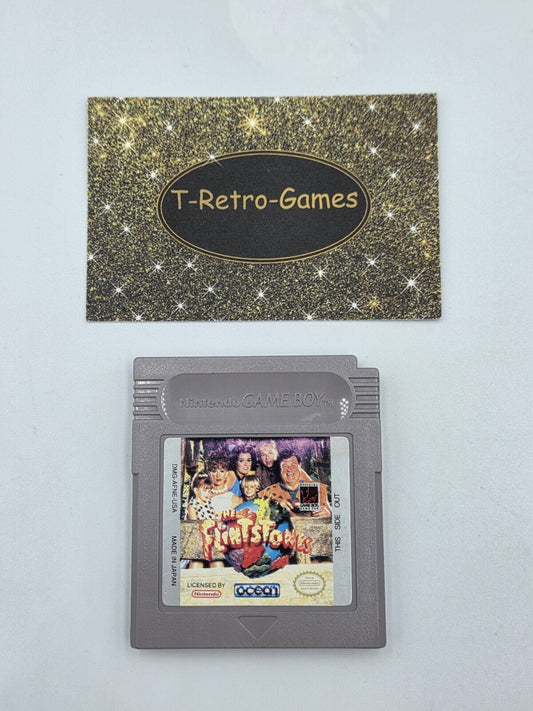 T-Retro-Games
Nintendo GAME BOY TM
DMG-AFNE-USA
MADE IN JAPAN
THE
FLINTSTONES
THIS SIDE OUT
LICENSED BY
Nintendo
ocean